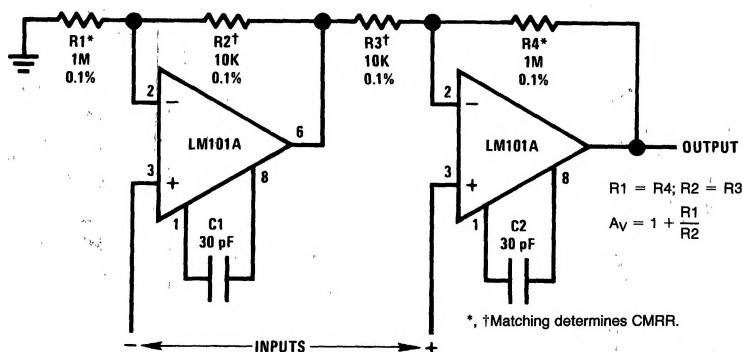 R1*
1M
0.1%
R2†
10K
0.1%
R3†
10K
0.1%
R4*
1M
0.1%
2
−
LM101A
6
3
+
8
1
C1
30 pF
2
−
LM101A
3
+
8
1
C2
30 pF
OUTPUT
R1 = R4; R2 = R3
AV = 1 + R1/R2
*, †Matching determines CMRR.
− INPUTS +